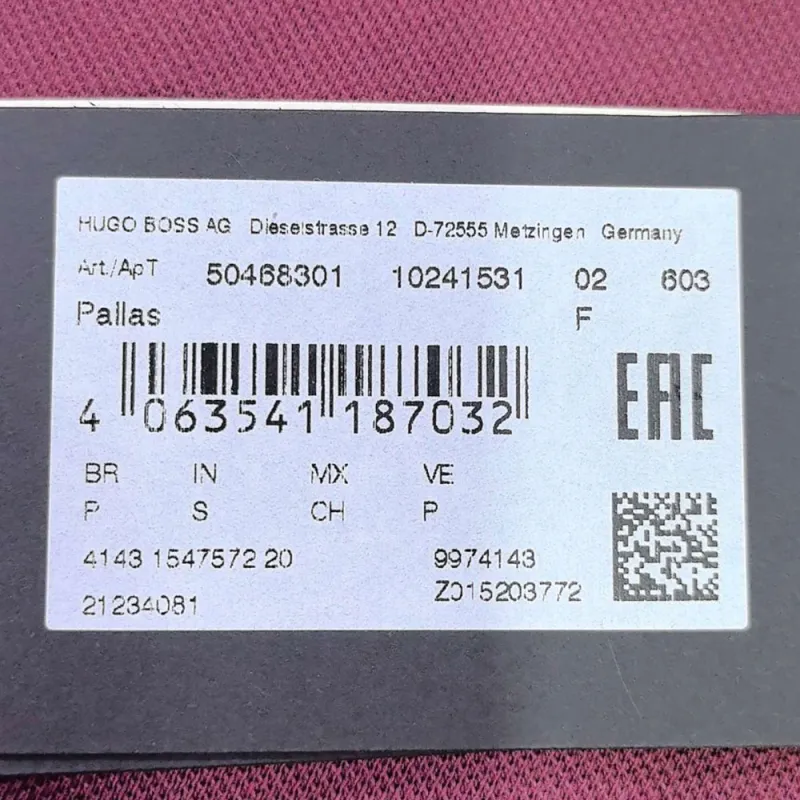 HUGO BOSS AG Dieselstrasse 12 D-72555 Metzingen Germany
Art./Арт 50468301 10241531 02 603
Pallas F
4 063541 187032
EAC
BR IN MX VE
P S CH P
4143 1547572 20 9974143
21234081 Z015203772